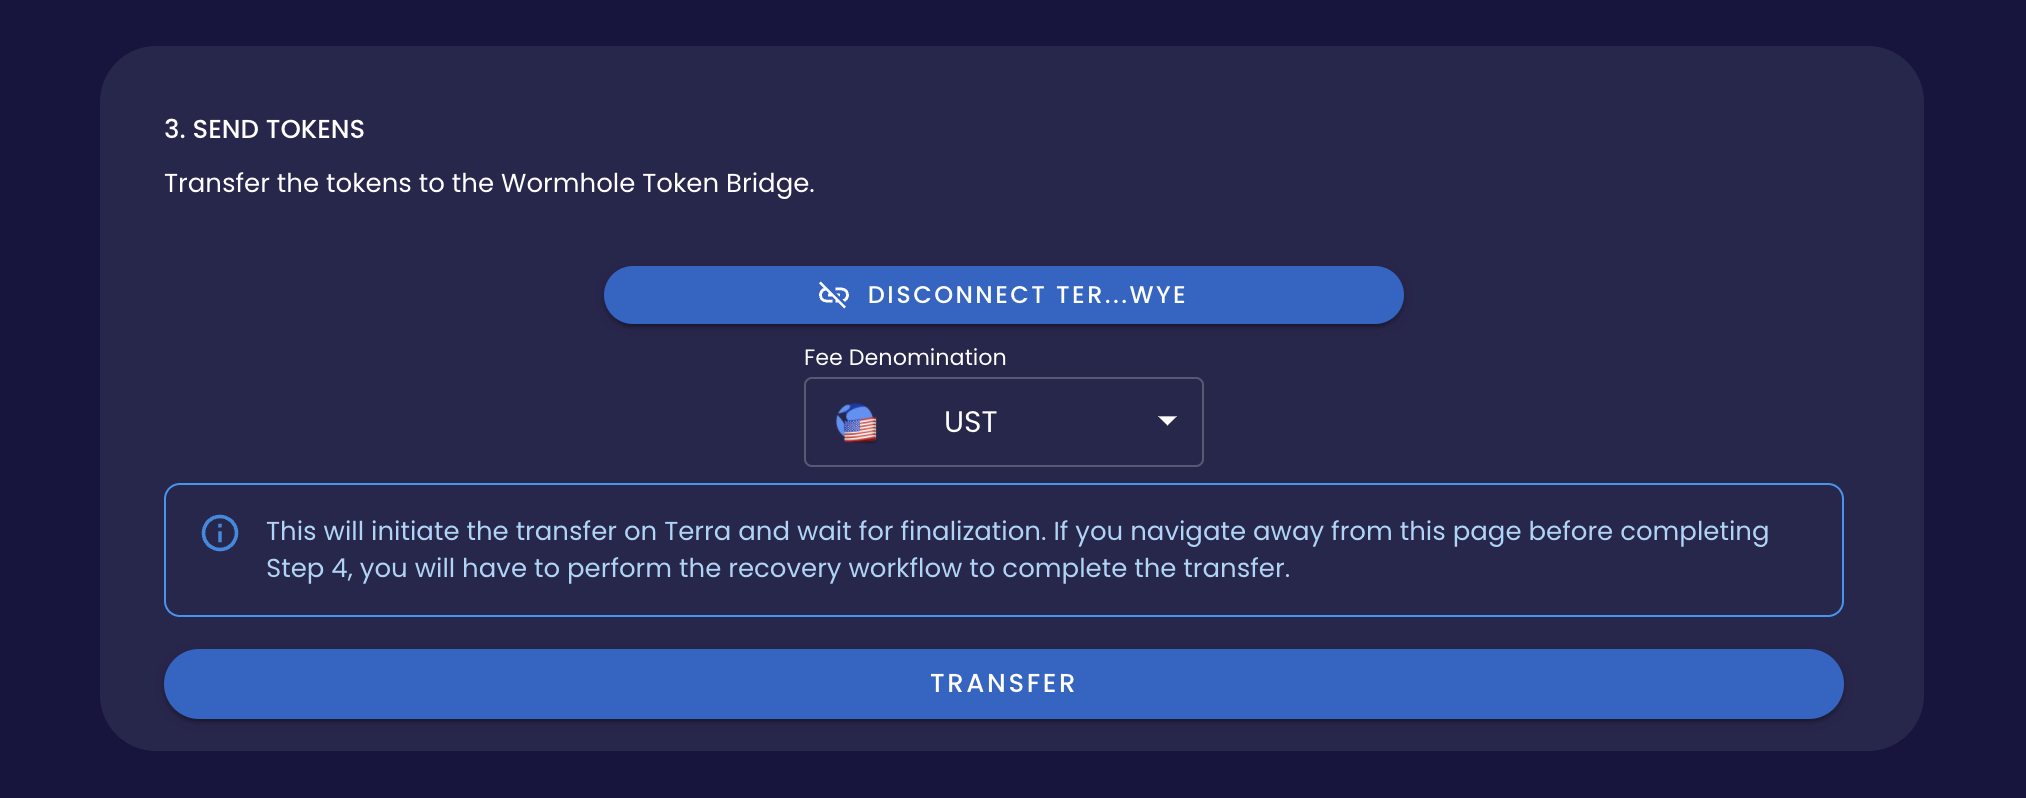 3. SEND TOKENS
Transfer the tokens to the Wormhole Token Bridge.
DISCONNECT TER...WYE
Fee Denomination
UST
This will initiate the transfer on Terra and wait for finalization. If you navigate away from this page before completing
Step 4, you will have to perform the recovery workflow to complete the transfer.
TRANSFER